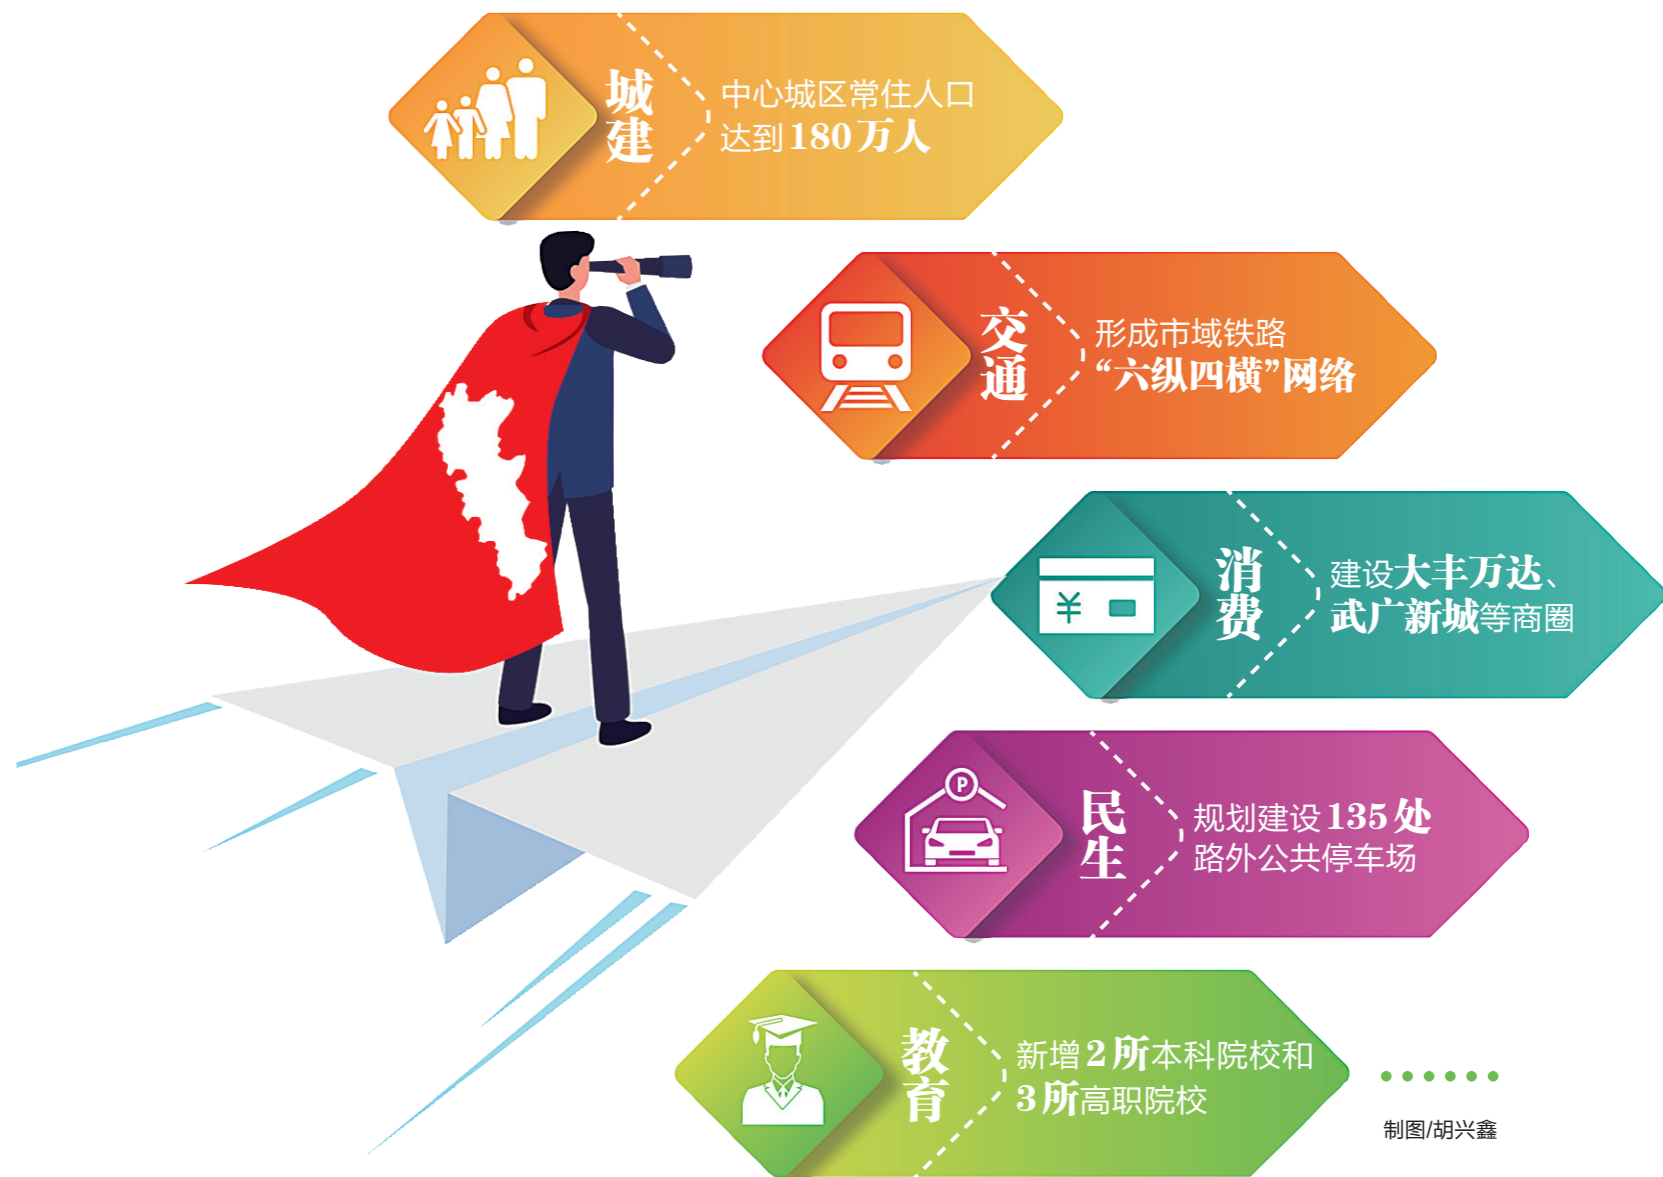 城建
中心城区常住人口
达到180万人
交通
形成市域铁路
“六纵四横”网络
消费
建设大丰万达、
武广新城等商圈
民生
规划建设135处
路外公共停车场
P
¥
教育
新增2所本科院校和
3所高职院校
制图/胡兴鑫